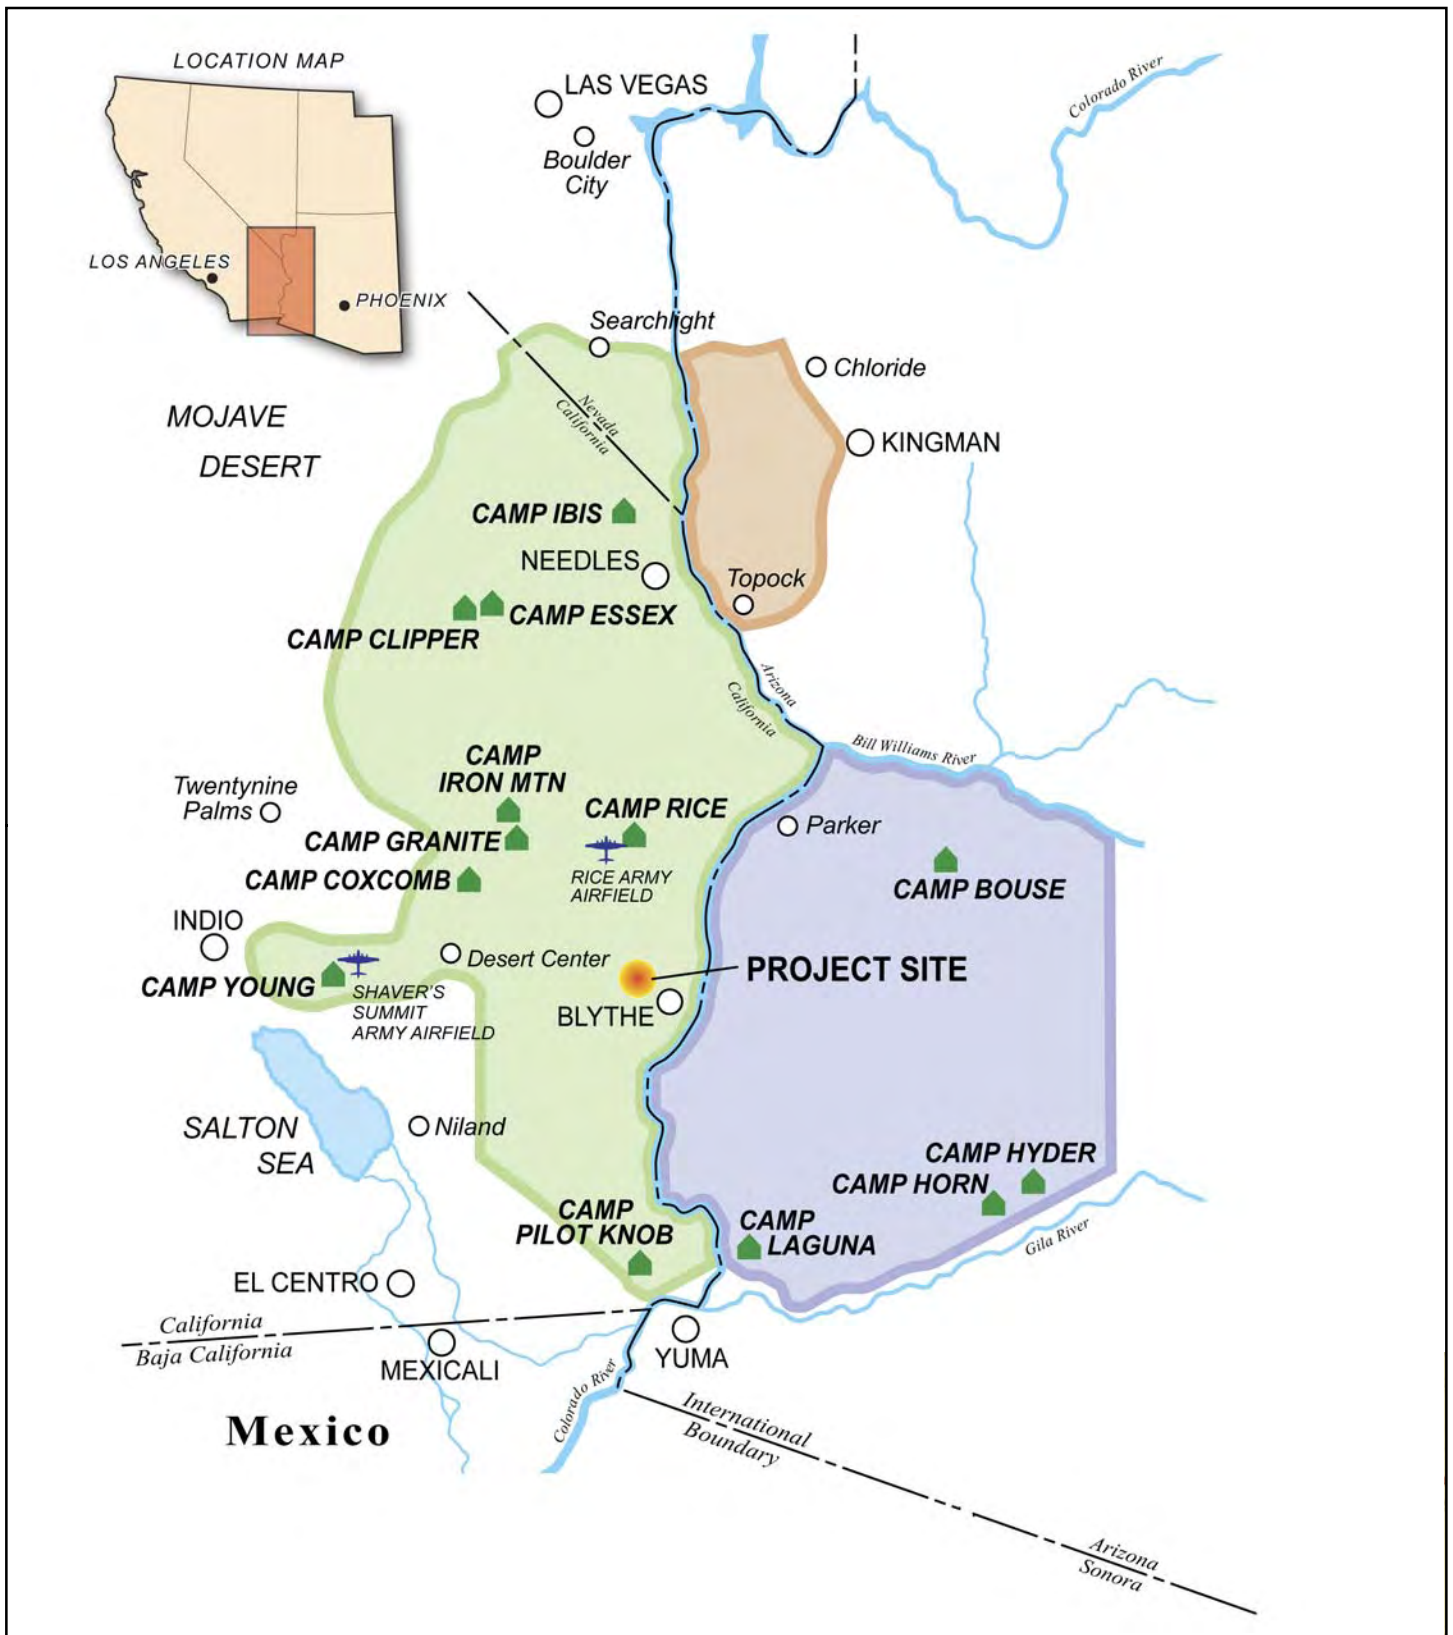 LOCATION MAP
LOS ANGELES
PHOENIX
LAS VEGAS
Boulder
City
Colorado River
Searchlight
Chloride
MOJAVE
DESERT
Nevada
California
KINGMAN
CAMP IBIS
NEEDLES
Topock
CAMP ESSEX
CAMP CLIPPER
Arizona
California
Bill Williams River
CAMP
IRON MTN
Twentynine
Palms
CAMP RICE
Parker
CAMP GRANITE
RICE ARMY
AIRFIELD
CAMP COXCOMB
CAMP BOUSE
INDIO
Desert Center
PROJECT SITE
CAMP YOUNG
SHAVER'S
SUMMIT
ARMY AIRFIELD
BLYTHE
SALTON
SEA
Niland
CAMP HYDER
CAMP HORN
CAMP
PILOT KNOB
CAMP
LAGUNA
Gila River
EL CENTRO
California
Baja California
MEXICALI
YUMA
Colorado River
Mexico
International
Boundary
Arizona
Sonora